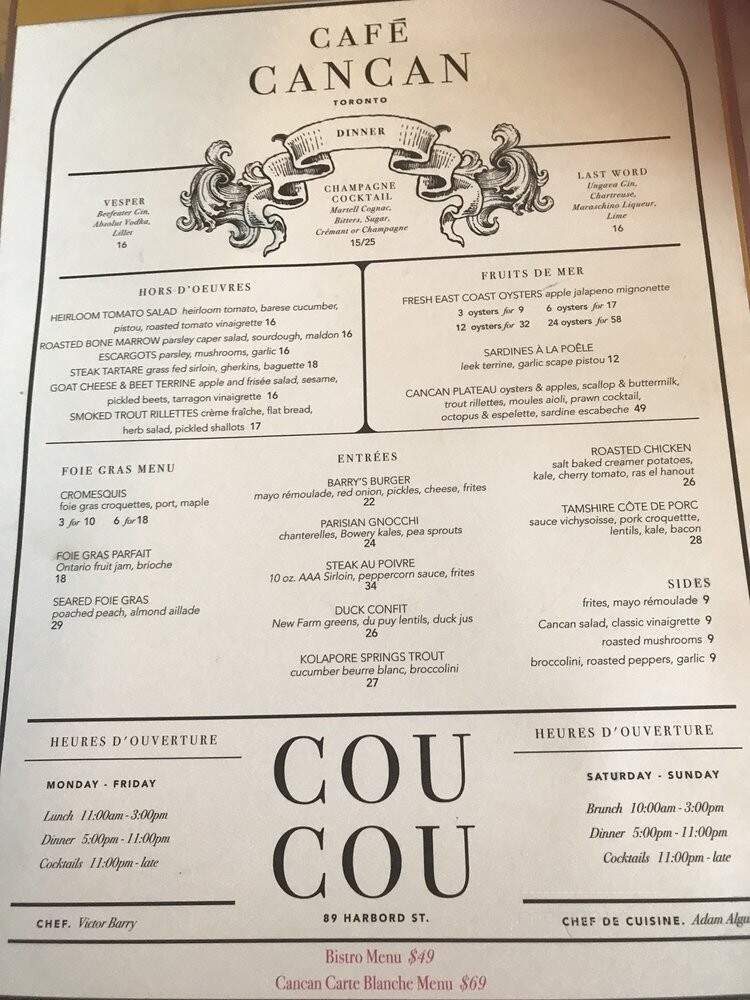 CAFÉ
CANCAN
TORONTO
DINNER
VESPER
Beefeater Gin,
Absolut Vodka,
Lillet
16
CHAMPAGNE
COCKTAIL
Martell Cognac,
Bitters, Sugar,
Crémant or Champagne
15/25
LAST WORD
Ungava Gin,
Chartreuse,
Maraschino Liqueur,
Lime
16
HORS D'OEUVRES
HEIRLOOM TOMATO SALAD heirloom tomato, barese cucumber,
pistou, roasted tomato vinaigrette 16
ROASTED BONE MARROW parsley caper salad, sourdough, maldon 16
ESCARGOTS parsley, mushrooms, garlic 16
STEAK TARTARE grass fed sirloin, gherkins, baguette 18
GOAT CHEESE & BEET TERRINE apple and frisée salad, sesame,
pickled beets, tarragon vinaigrette 16
SMOKED TROUT RILLETTES crème fraîche, flat bread,
herb salad, pickled shallots 17
FRUITS DE MER
FRESH EAST COAST OYSTERS apple jalapeno mignonette
3 oysters for 9 6 oysters for 17
12 oysters for 32 24 oysters for 58
SARDINES À LA POÊLE
leek terrine, garlic scape pistou 12
CANCAN PLATEAU oysters & apples, scallop & buttermilk,
trout rillettes, moules aioli, prawn cocktail,
octopus & espelette, sardine escabeche 49
FOIE GRAS MENU
CROMESQUIS
foie gras croquettes, port, maple
3 for 10 6 for 18
FOIE GRAS PARFAIT
Ontario fruit jam, brioche
18
SEARED FOIE GRAS
poached peach, almond aillade
29
ENTRÉES
BARRY'S BURGER
mayo rémoulade, red onion, pickles, cheese, frites
22
PARISIAN GNOCCHI
chanterelles, Bowery kales, pea sprouts
24
STEAK AU POIVRE
10 oz. AAA Sirloin, peppercorn sauce, frites
34
DUCK CONFIT
New Farm greens, du puy lentils, duck jus
26
KOLAPORE SPRINGS TROUT
cucumber beurre blanc, broccolini
27
ROASTED CHICKEN
salt baked creamer potatoes,
kale, cherry tomato, ras el hanout
26
TAMSHIRE CÔTE DE PORC
sauce vichysoisse, pork croquettte,
lentils, kale, bacon
28
SIDES
frites, mayo rémoulade 9
Cancan salad, classic vinaigrette 9
roasted mushrooms 9
broccolini, roasted peppers, garlic 9
HEURES D'OUVERTURE
MONDAY - FRIDAY
Lunch 11:00am - 3:00pm
Dinner 5:00pm - 11:00pm
Cocktails 11:00pm - late
CHEF. Victor Barry
COU
COU
89 HARBORD ST.
HEURES D'OUVERTURE
SATURDAY - SUNDAY
Brunch 10:00am - 3:00pm
Dinner 5:00pm - 11:00pm
Cocktails 11:00pm - late
CHEF DE CUISINE. Adam
Bistro Menu $49
Cancan Carte Blanche Menu $69